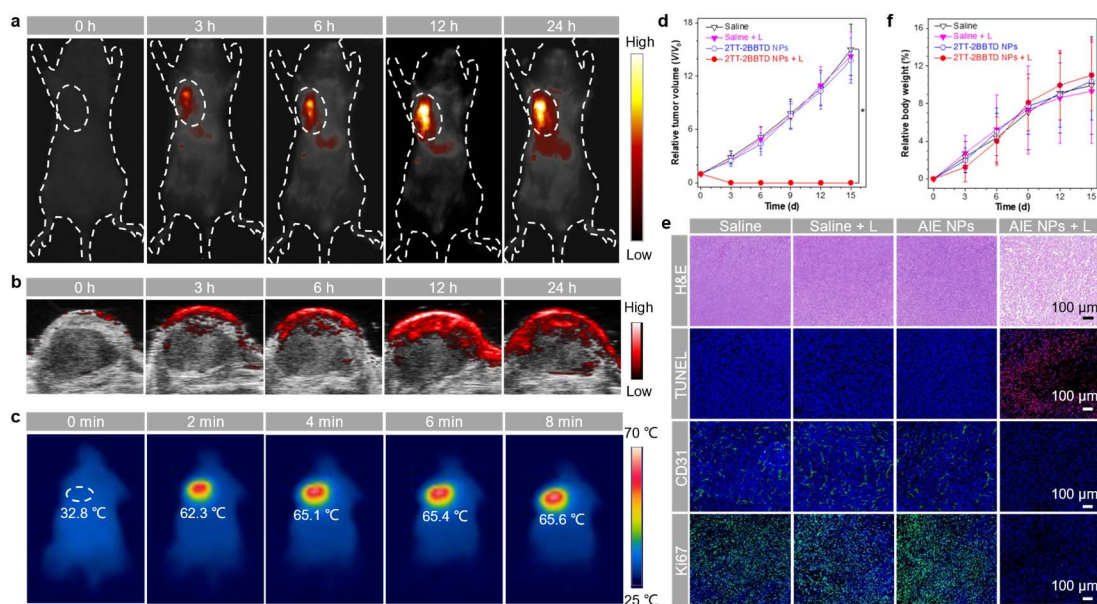 a
0 h
3 h
6 h
12 h
24 h
High
Low
b
0 h
3 h
6 h
12 h
24 h
High
Low
c
0 min
2 min
4 min
6 min
8 min
32.8 ℃
62.3 ℃
65.1 ℃
65.4 ℃
65.6 ℃
70 ℃
25 ℃
d
Relative tumor volume (V/V₀)
18
12
6
0
Saline
Saline + L
2TT-2BBTD NPs
2TT-2BBTD NPs + L
*
0 3 6 9 12 15
Time (d)
f
Relative body weight (%)
16
12
8
4
0
Saline
Saline + L
2TT-2BBTD NPs
2TT-2BBTD NPs + L
0 3 6 9 12 15
Time (d)
e
Saline
Saline + L
AIE NPs
AIE NPs + L
H&E
100 µm
TUNEL
100 µm
CD31
100 µm
Ki67
100 µm